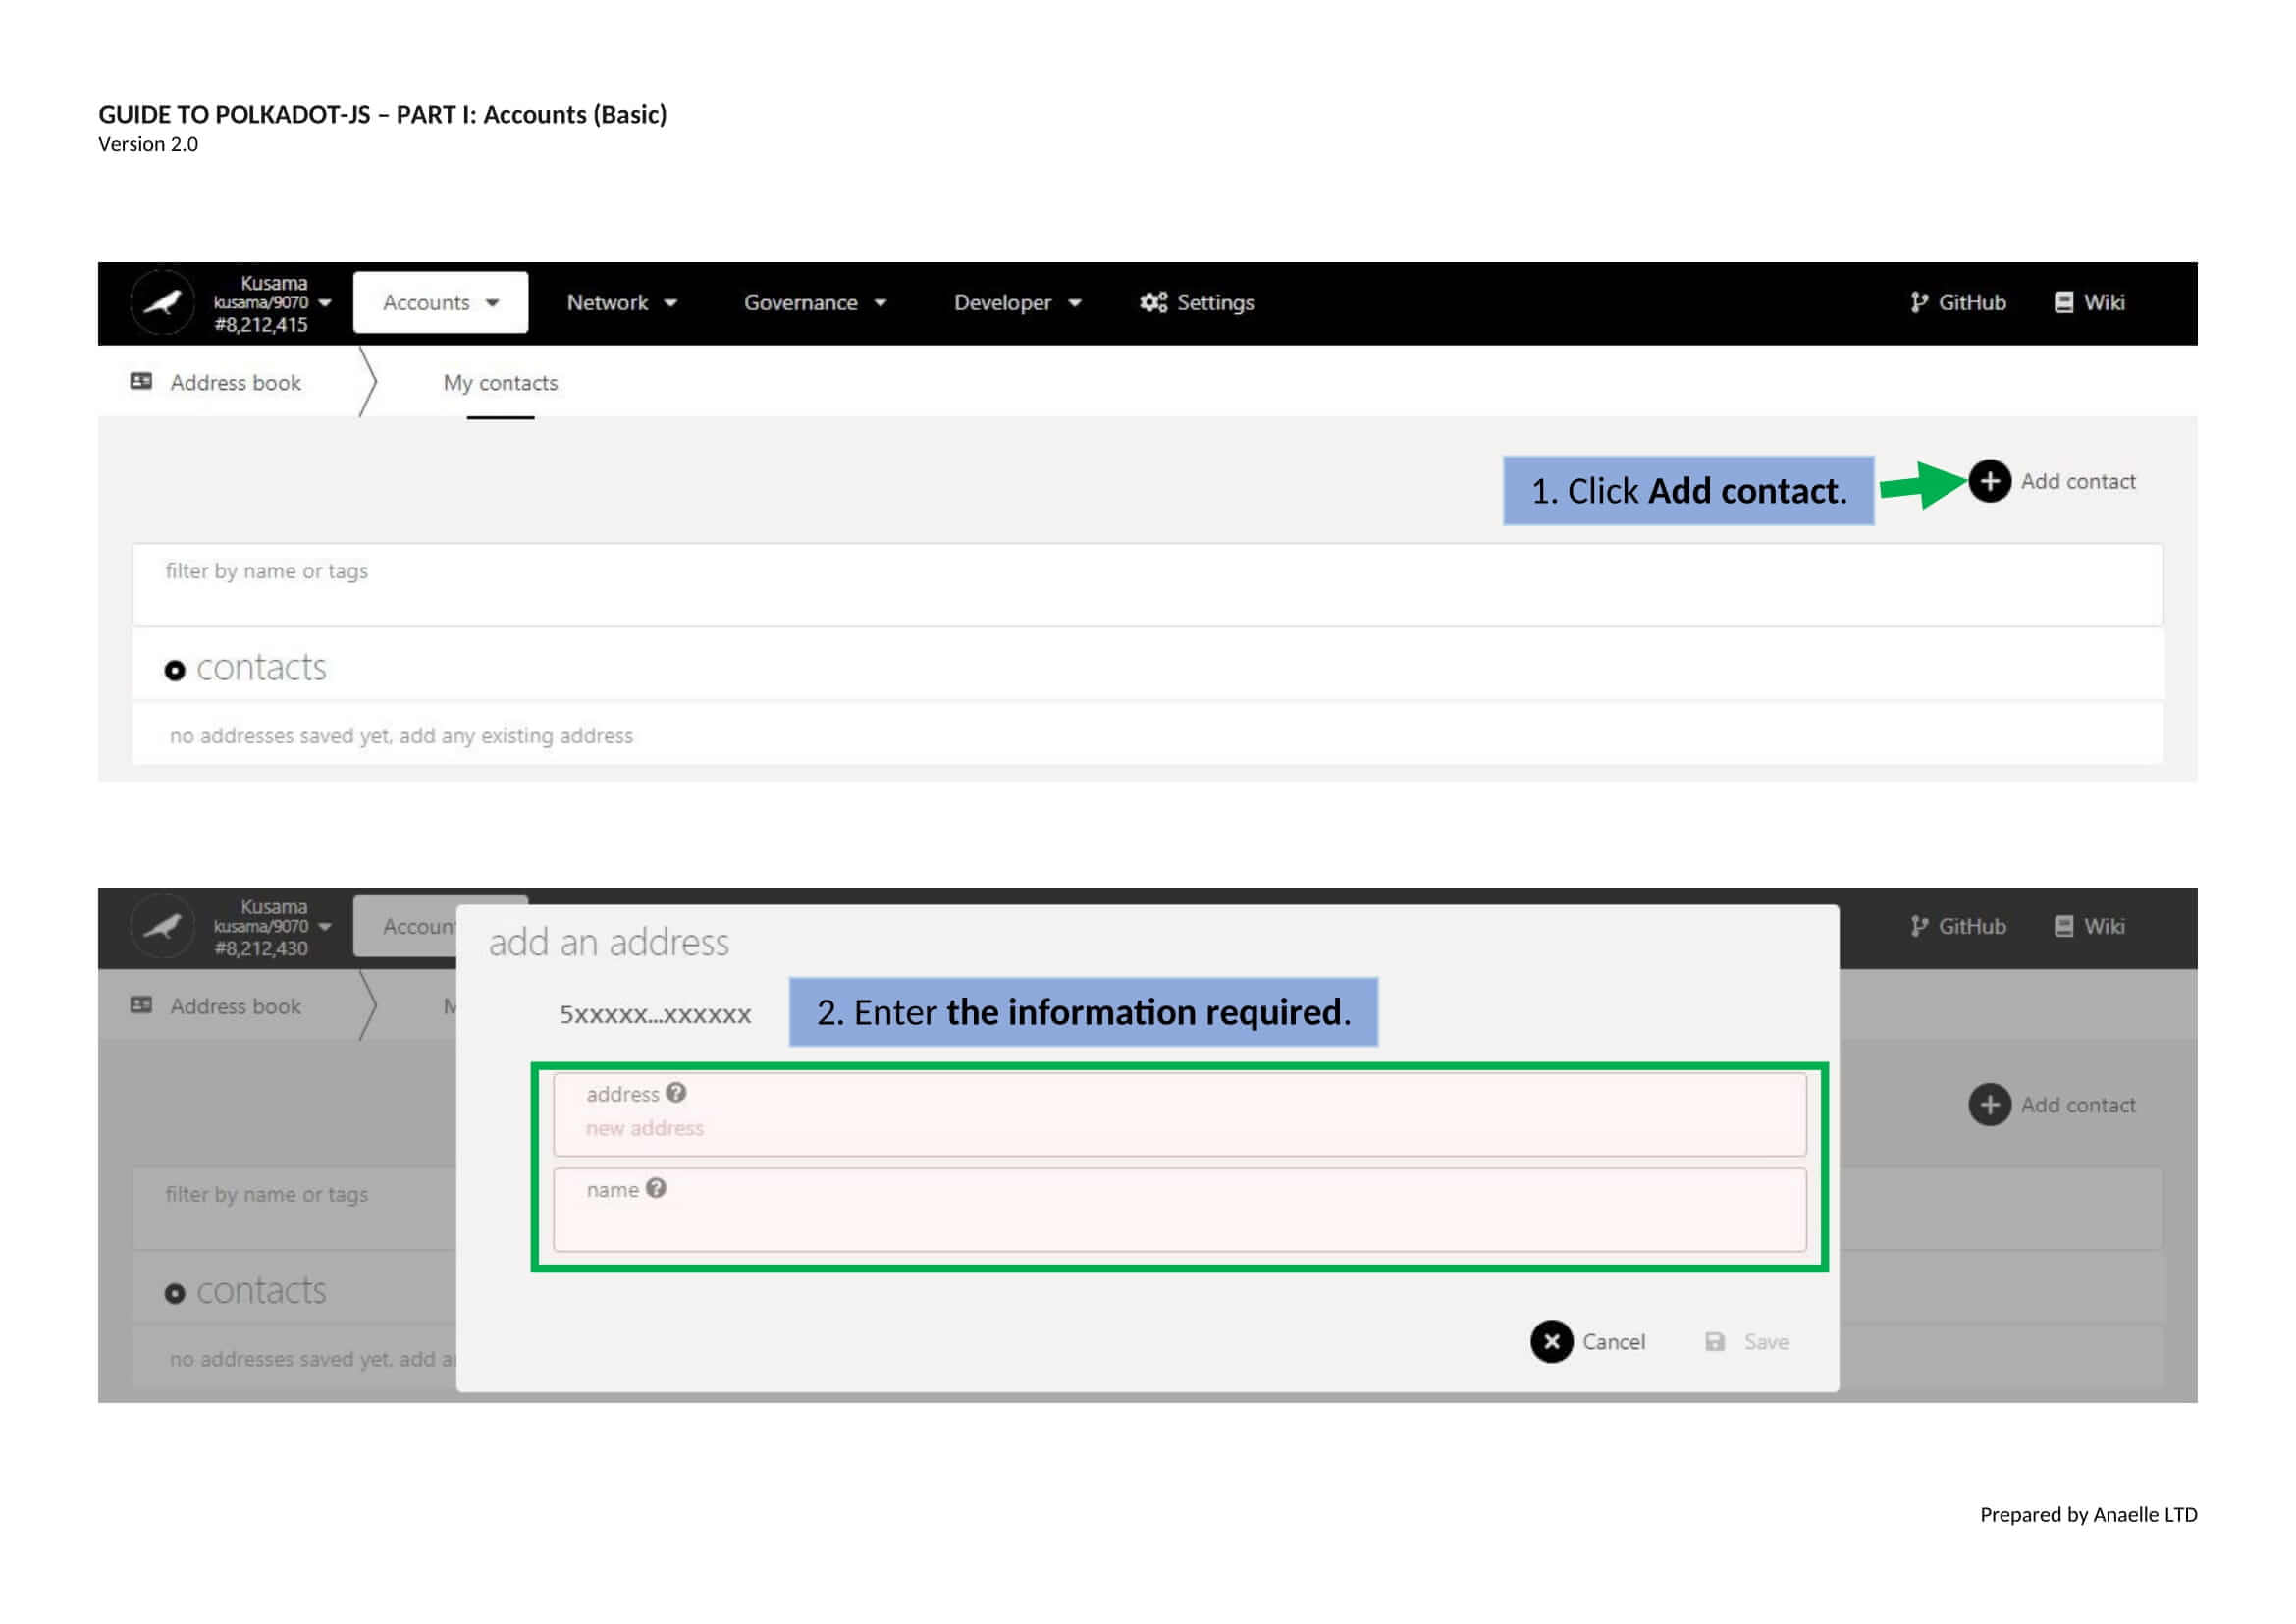 GUIDE TO POLKADOT-JS – PART I: Accounts (Basic)
Version 2.0
Kusama
kusama/9070
#8,212,415
Accounts
Network
Governance
Developer
Settings
GitHub
Wiki
Address book
My contacts
1. Click Add contact.
Add contact
filter by name or tags
contacts
no addresses saved yet, add any existing address
Kusama
kusama/9070
#8,212,430
Accoun
GitHub
Wiki
add an address
Address book
M
5xxxxx...xxxxxx
2. Enter the information required.
address
new address
Add contact
name
filter by name or tags
contacts
Cancel
Save
no addresses saved yet, add a
Prepared by Anaelle LTD